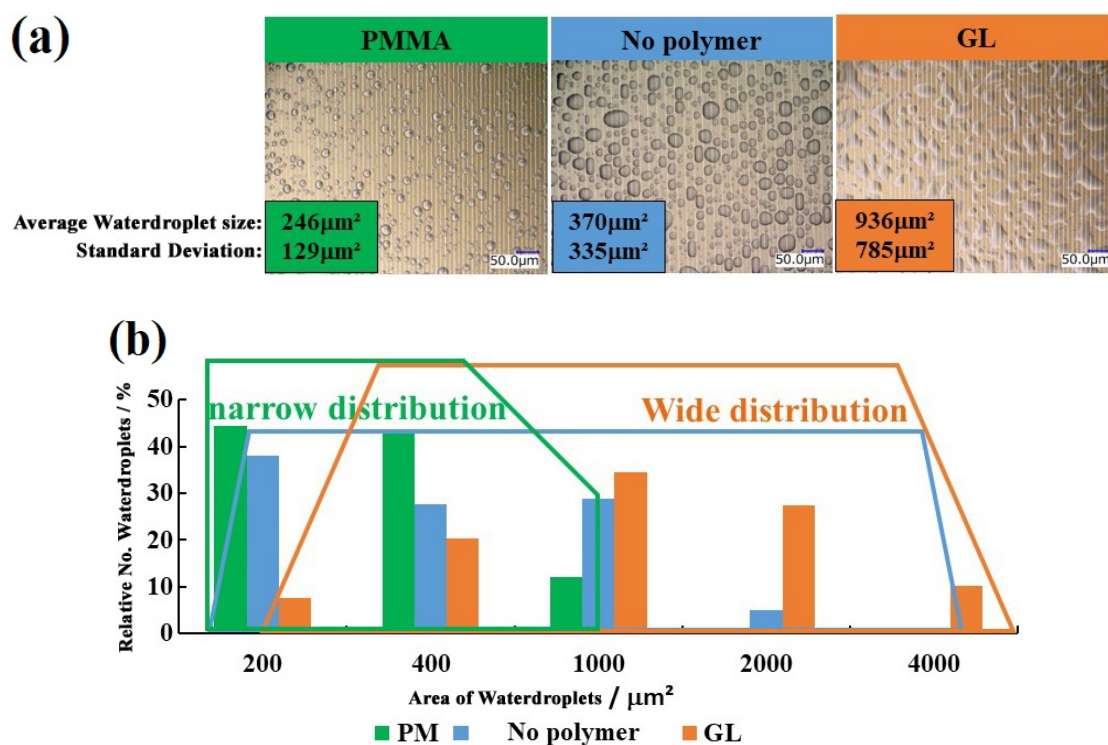 (a)
PMMA
No polymer
GL
Average Waterdroplet size:
246μm²
370μm²
936μm²
Standard Deviation:
129μm²
335μm²
785μm²
50.0μm
50.0μm
50.0μm
(b)
Relative No. Waterdroplets / %
50
40
30
20
10
0
narrow distribution
Wide distribution
200
400
1000
2000
4000
Area of Waterdroplets / μm²
PM
No polymer
GL